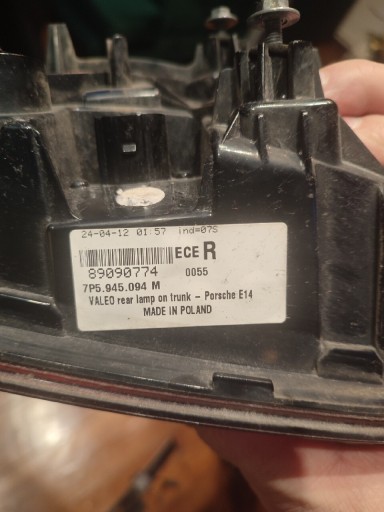 24-04-12 01:57 ind=07S
ECE R
89090774 0055
7P5.945.094 M
VALEO rear lamp on trunk - Porsche E14
MADE IN POLAND